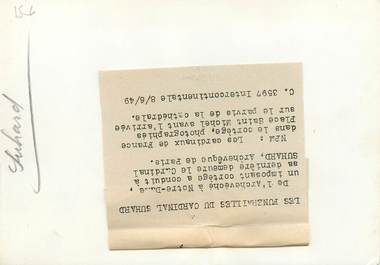 LES FUNERAILLES DU CARDINAL SUHARD
De l'Archevêché à Notre-Dame,
un imposant cortège a conduit à
sa dernière demeure le Cardinal
SUHARD, Archevêque de Paris.
NPM : Les cardinaux de France
dans le cortège, photographiés
Place Saint Michel avant l'arrivée
sur le parvis de la cathédrale.
C. 3597 Intercontinentale 8/6/49
Suhard